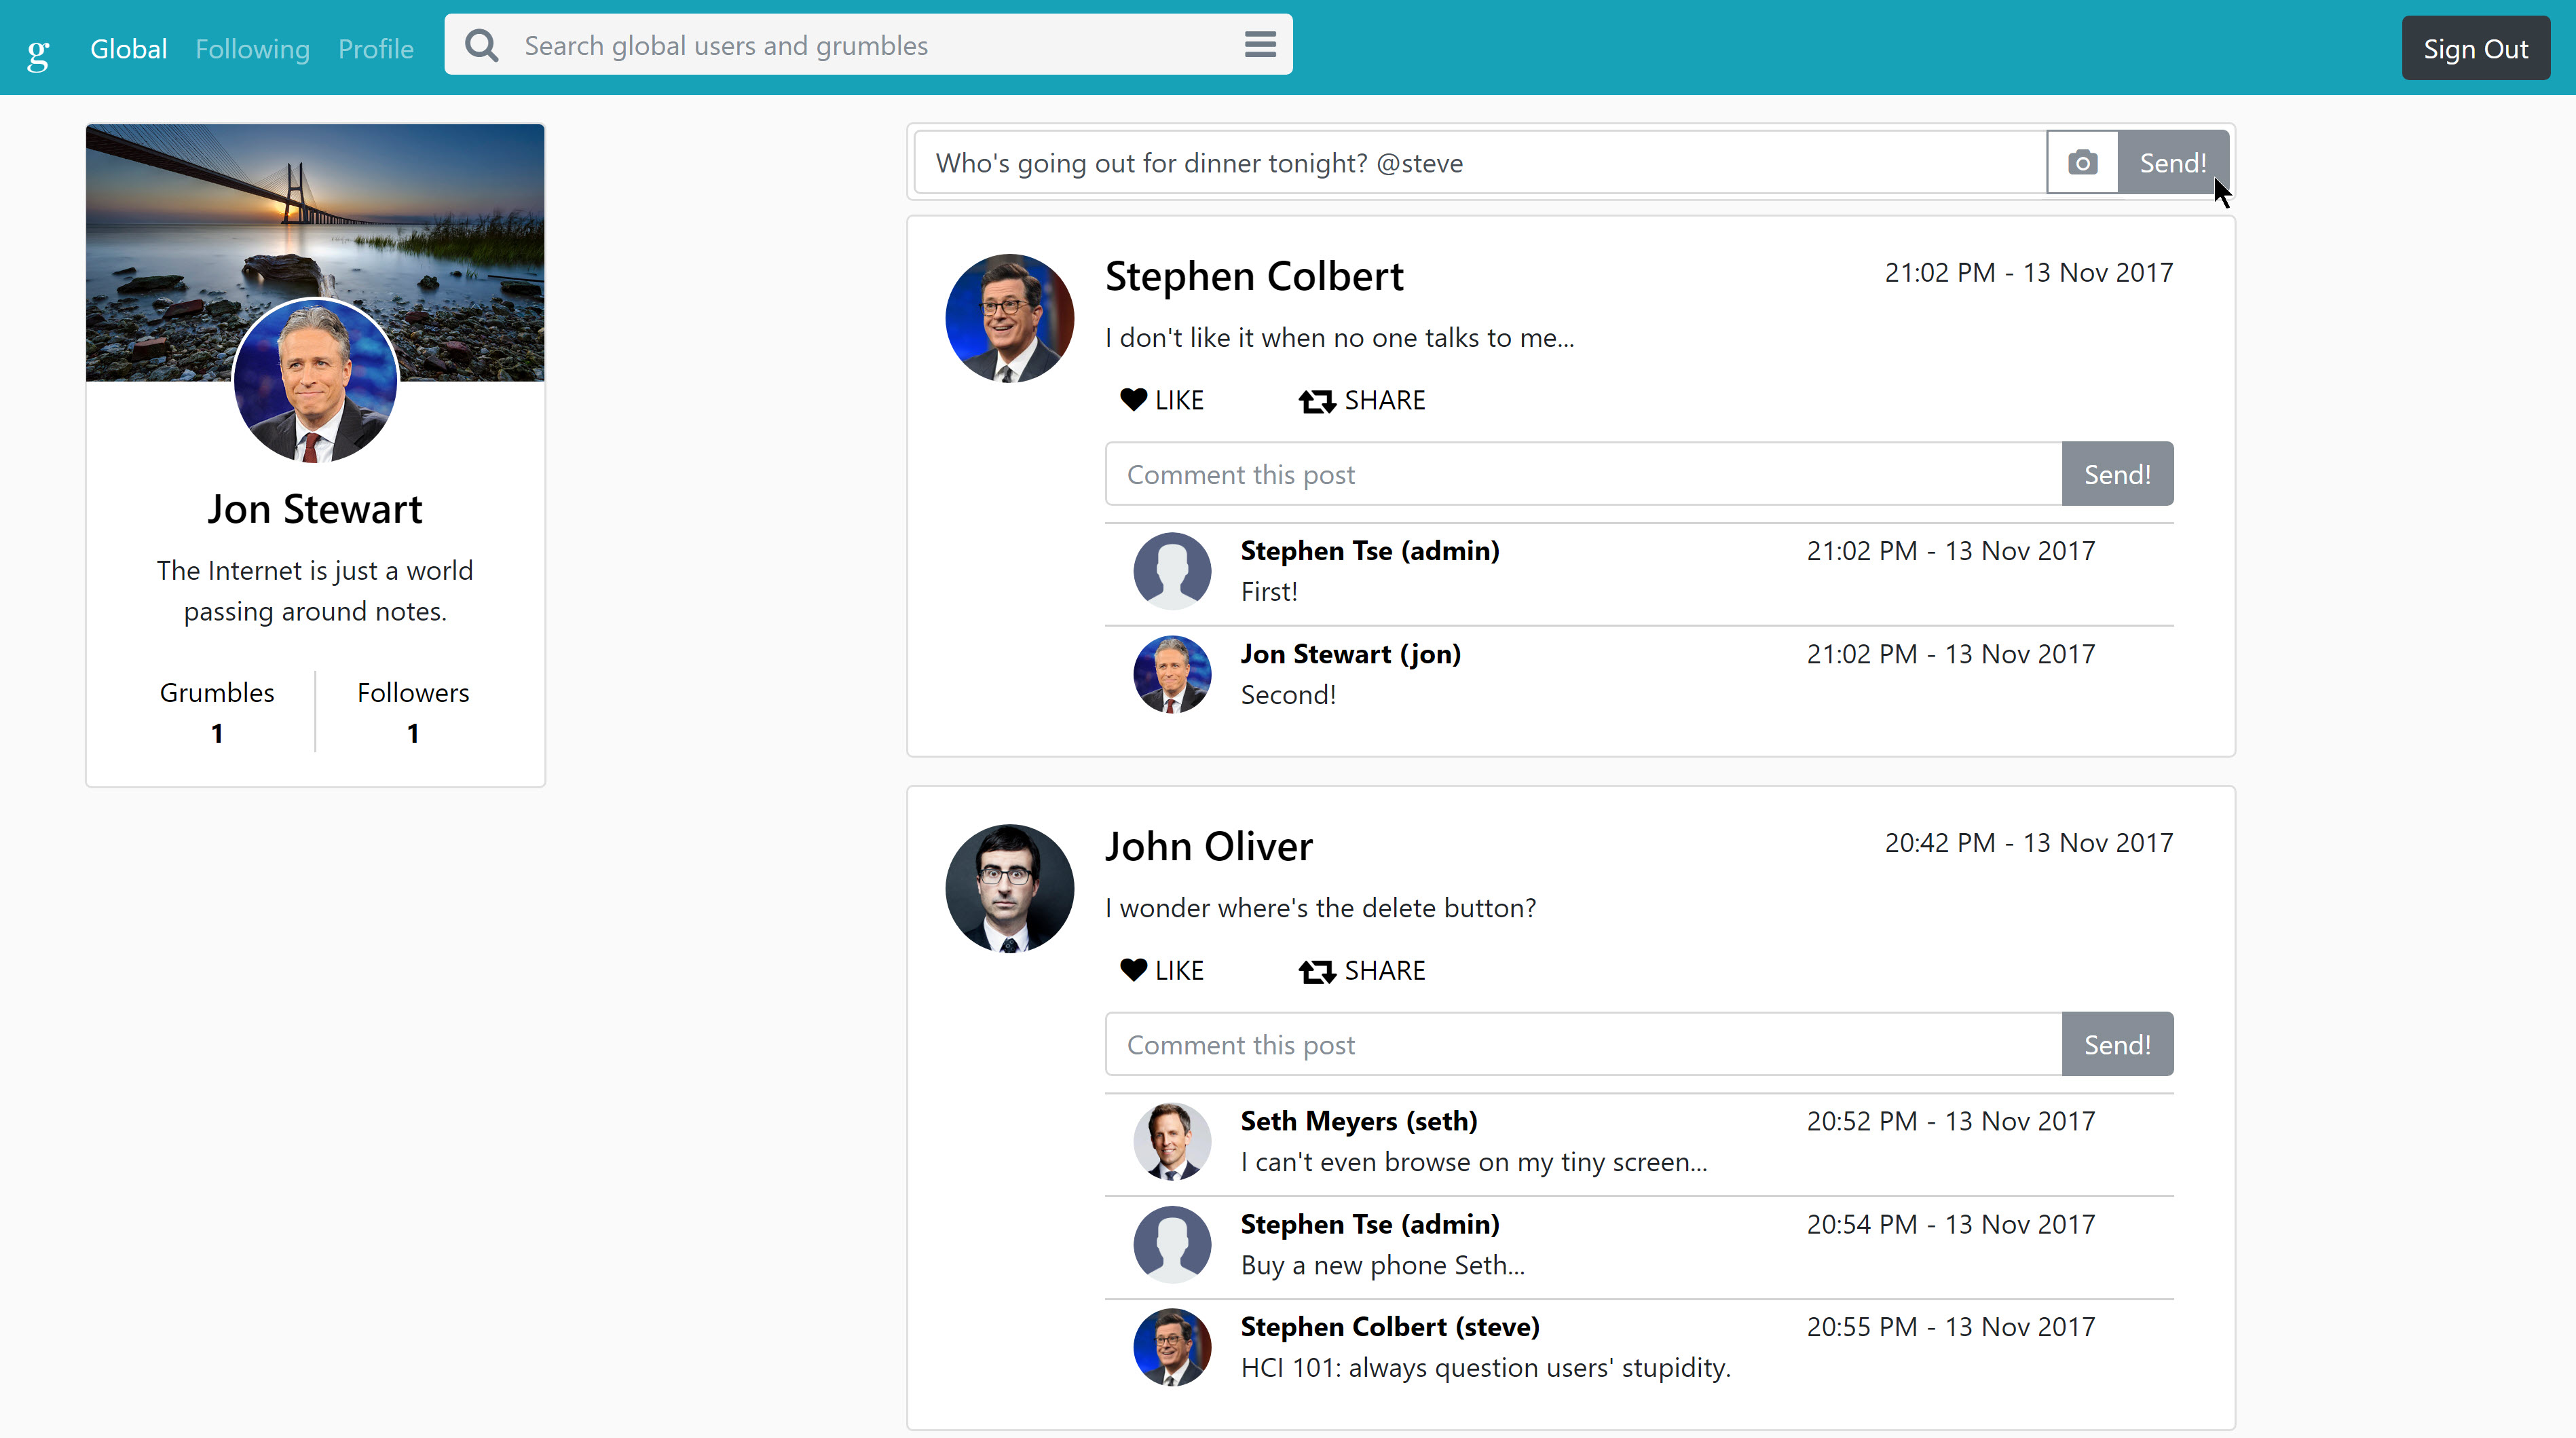 g Global Following Profile Search global users and grumbles Sign Out
Jon Stewart
The Internet is just a world
passing around notes.
Grumbles Followers
1 1
Who's going out for dinner tonight? @steve Send!
Stephen Colbert 21:02 PM - 13 Nov 2017
I don't like it when no one talks to me...
LIKE SHARE
Comment this post Send!
Stephen Tse (admin) 21:02 PM - 13 Nov 2017
First!
Jon Stewart (jon) 21:02 PM - 13 Nov 2017
Second!
John Oliver 20:42 PM - 13 Nov 2017
I wonder where's the delete button?
LIKE SHARE
Comment this post Send!
Seth Meyers (seth) 20:52 PM - 13 Nov 2017
I can't even browse on my tiny screen...
Stephen Tse (admin) 20:54 PM - 13 Nov 2017
Buy a new phone Seth...
Stephen Colbert (steve) 20:55 PM - 13 Nov 2017
HCI 101: always question users' stupidity.